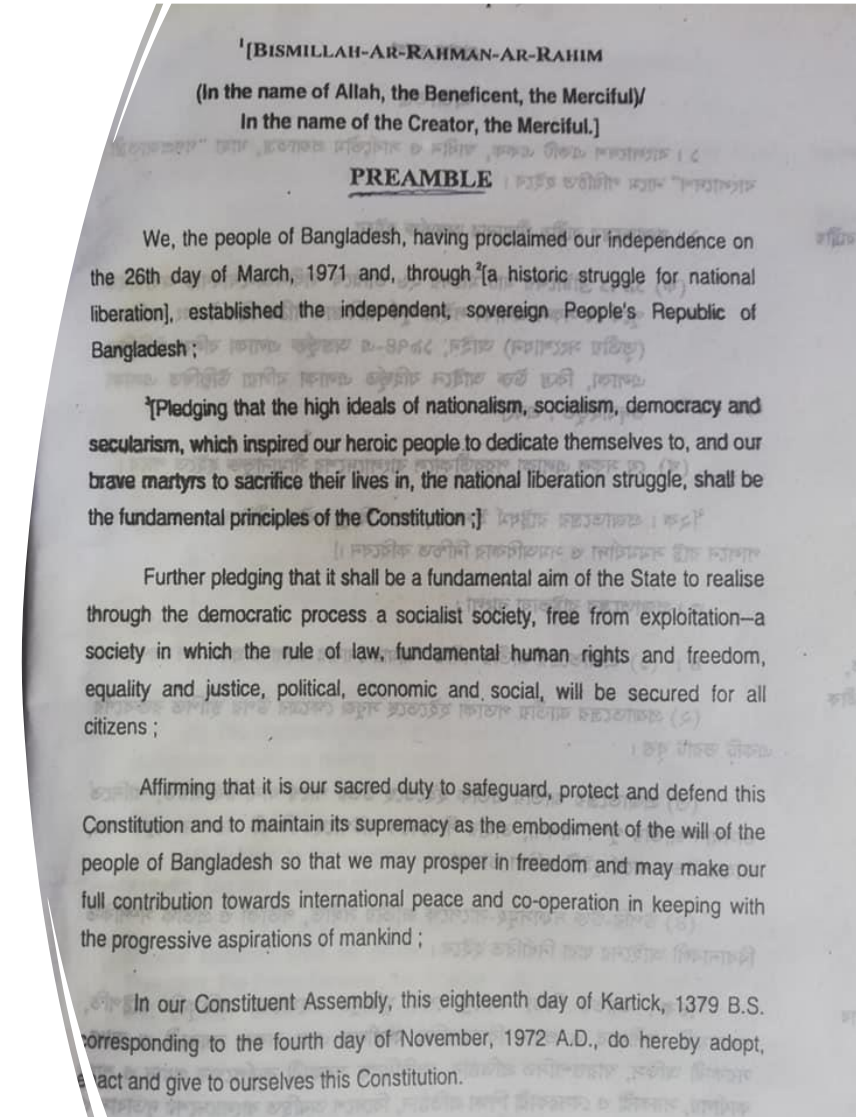 ¹[BISMILLAH-AR-RAHMAN-AR-RAHIM
(In the name of Allah, the Beneficent, the Merciful)/
In the name of the Creator, the Merciful.]
PREAMBLE
We, the people of Bangladesh, having proclaimed our independence on
the 26th day of March, 1971 and, through ²[a historic struggle for national
liberation], established the independent, sovereign People's Republic of
Bangladesh ;
³[Pledging that the high ideals of nationalism, socialism, democracy and
secularism, which inspired our heroic people to dedicate themselves to, and our
brave martyrs to sacrifice their lives in, the national liberation struggle, shall be
the fundamental principles of the Constitution ;]
Further pledging that it shall be a fundamental aim of the State to realise
through the democratic process a socialist society, free from exploitation—a
society in which the rule of law, fundamental human rights and freedom,
equality and justice, political, economic and social, will be secured for all
citizens ;
Affirming that it is our sacred duty to safeguard, protect and defend this
Constitution and to maintain its supremacy as the embodiment of the will of the
people of Bangladesh so that we may prosper in freedom and may make our
full contribution towards international peace and co-operation in keeping with
the progressive aspirations of mankind ;
In our Constituent Assembly, this eighteenth day of Kartick, 1379 B.S.
corresponding to the fourth day of November, 1972 A.D., do hereby adopt,
enact and give to ourselves this Constitution.